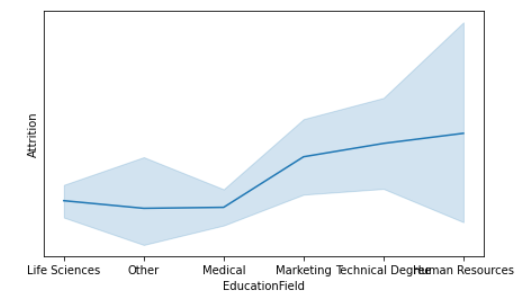 Attrition
Life Sciences Other Medical Marketing Technical Degree Human Resources
EducationField